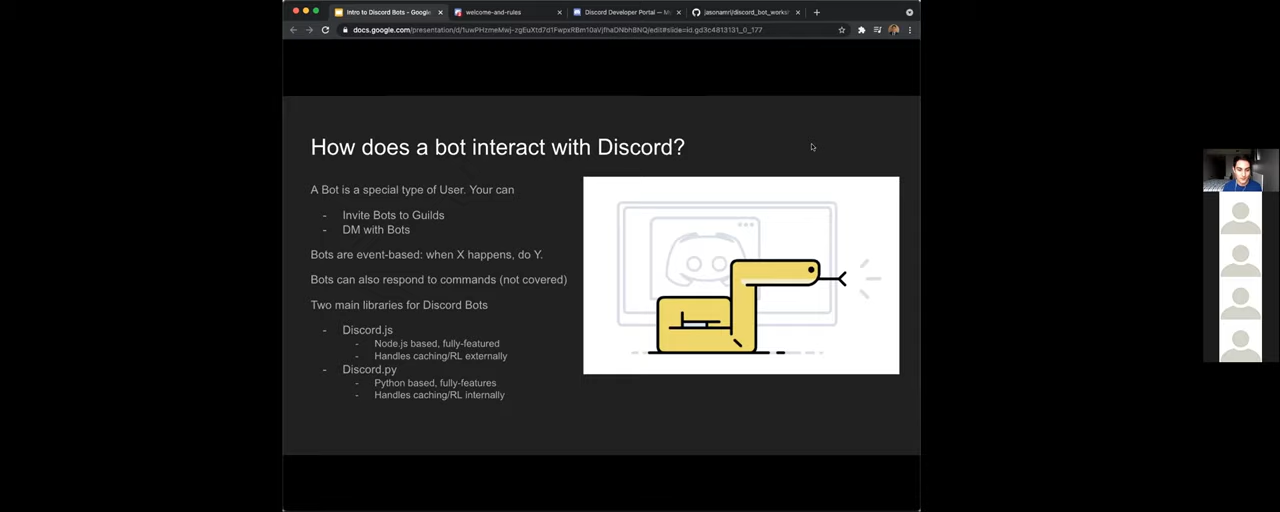 Intro to Discord Bots - Google
welcome-and-rules
Discord Developer Portal — M
jasonamri/discord_bot_works
How does a bot interact with Discord?
A Bot is a special type of User. Your can
- Invite Bots to Guilds
- DM with Bots
Bots are event-based: when X happens, do Y.
Bots can also respond to commands (not covered)
Two main libraries for Discord Bots
- Discord.js
- Node.js based, fully-featured
- Handles caching/RL externally
- Discord.py
- Python based, fully-features
- Handles caching/RL internally